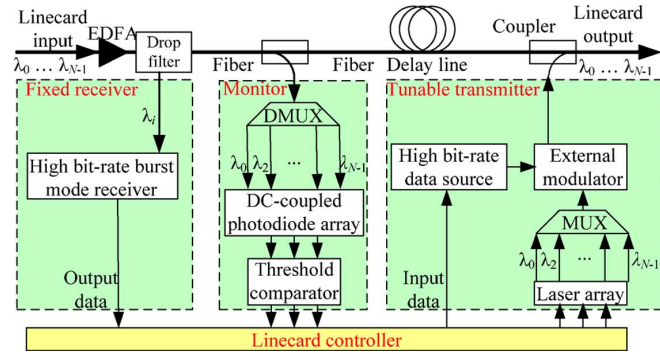 Linecard input
EDFA
Drop filter
Coupler
Linecard output
λ0 … λN-1
Fiber
Fiber
Delay line
λ0 … λN-1
Fixed receiver
Monitor
Tunable transmitter
λi
DMUX
λ0 λ2 ... λN-1
High bit-rate burst mode receiver
DC-coupled photodiode array
High bit-rate data source
External modulator
MUX
λ0 λ2 ... λN-1
Output data
Threshold comparator
Input data
Laser array
Linecard controller